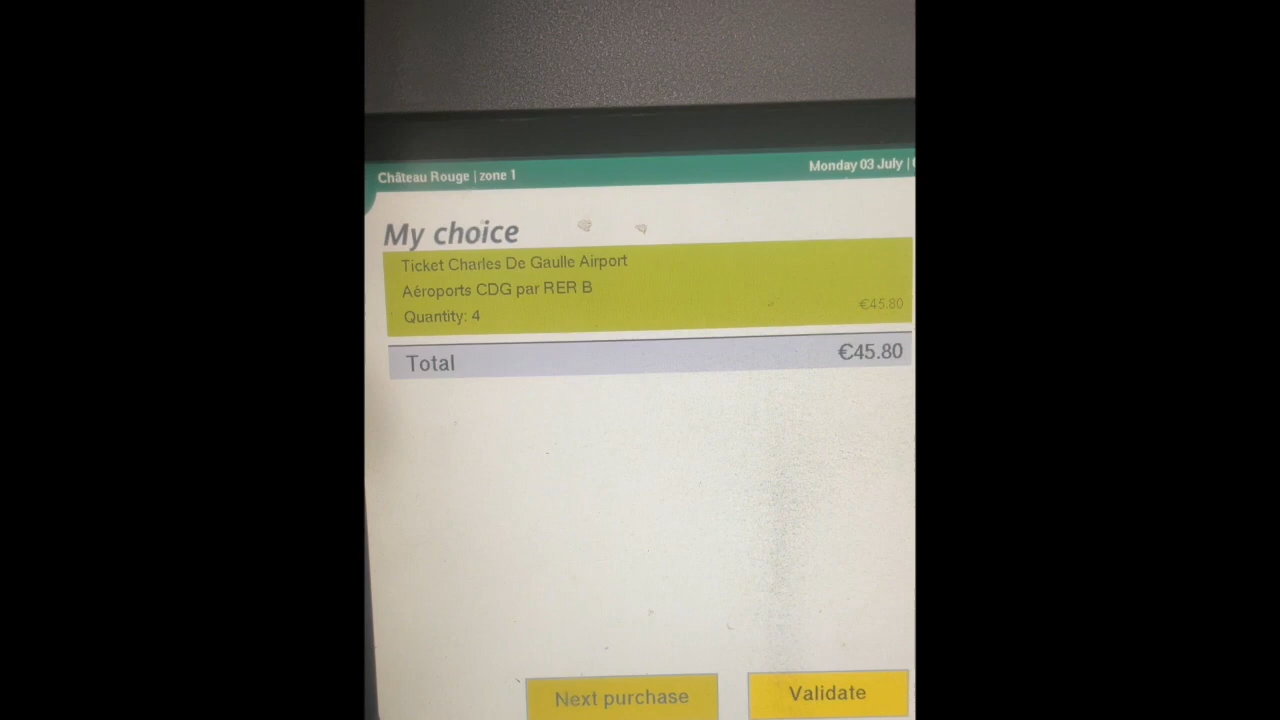 Château Rouge | zone 1
Monday 03 July |
My choice
Ticket Charles De Gaulle Airport
Aéroports CDG par RER B
Quantity: 4
€45.80
Total
€45.80
Next purchase
Validate